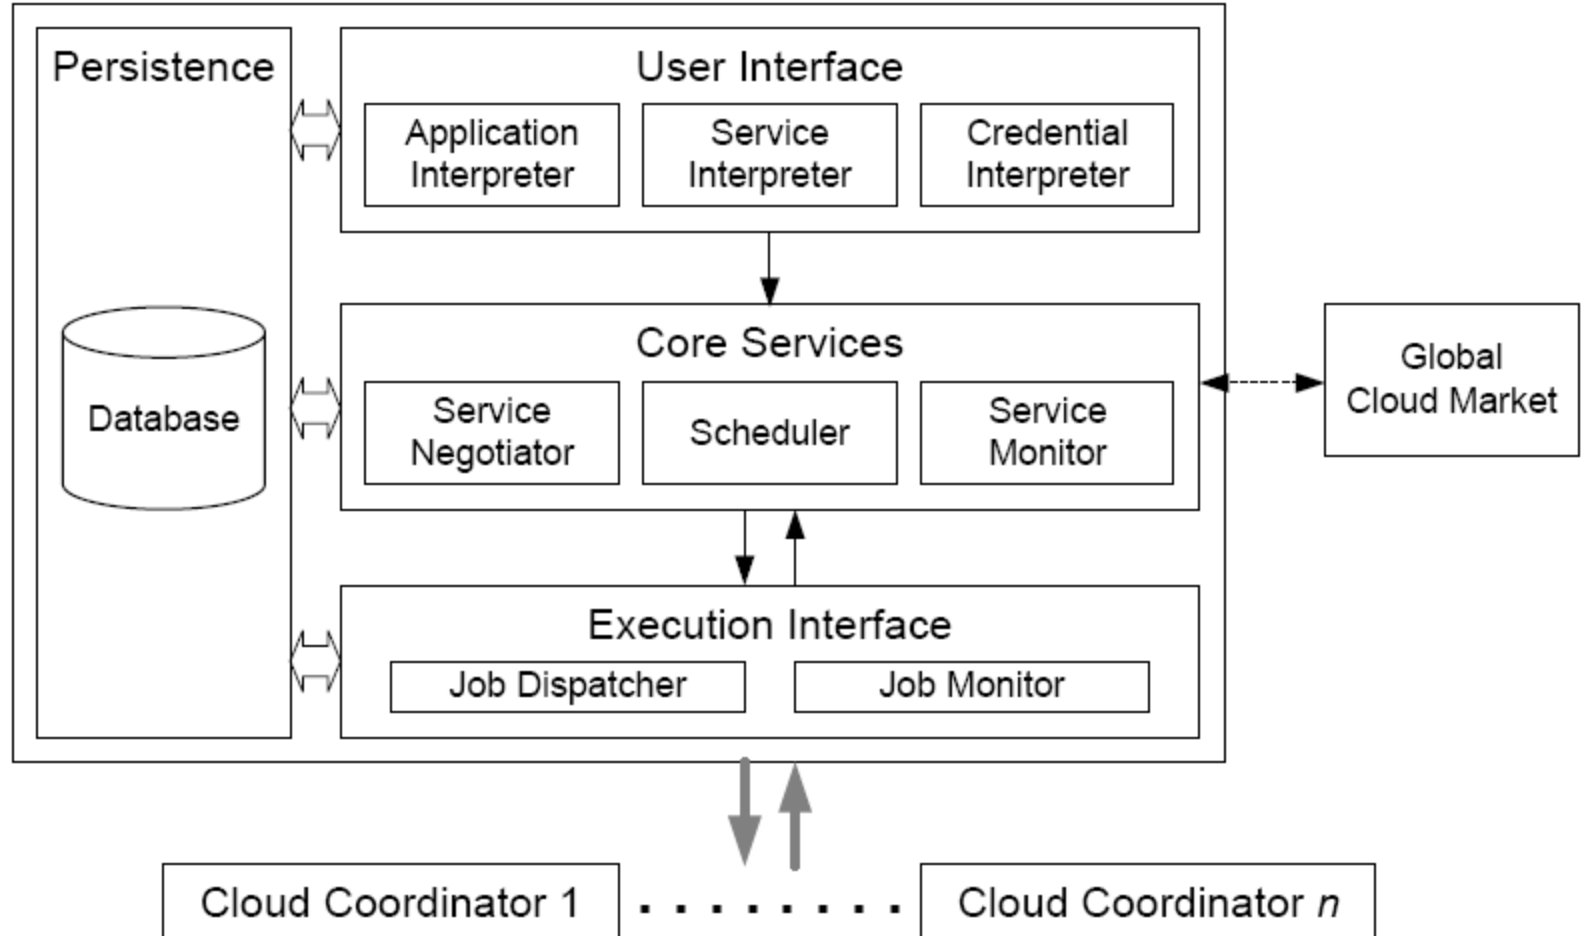 Persistence
User Interface
Application
Interpreter
Service
Interpreter
Credential
Interpreter
Database
Core Services
Service
Negotiator
Scheduler
Service
Monitor
Global
Cloud Market
Execution Interface
Job Dispatcher
Job Monitor
Cloud Coordinator 1
Cloud Coordinator n